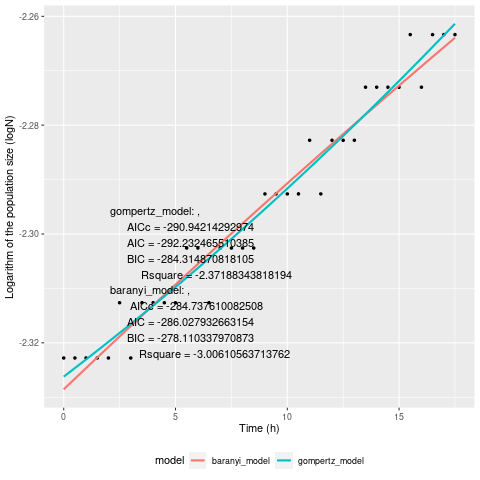 -2.26
-2.28
-2.30
-2.32
Logarithm of the population size (logN)
gompertz_model: ,
AICc = -290.94214292974
AIC = -292.232465510385
BIC = -284.314870818105
Rsquare = -2.37188343818194
baranyi_model: ,
AICc = -284.737610082508
AIC = -286.027932663154
BIC = -278.110337970873
Rsquare = -3.00610563713762
0 5 10 15
Time (h)
model baranyi_model gompertz_model